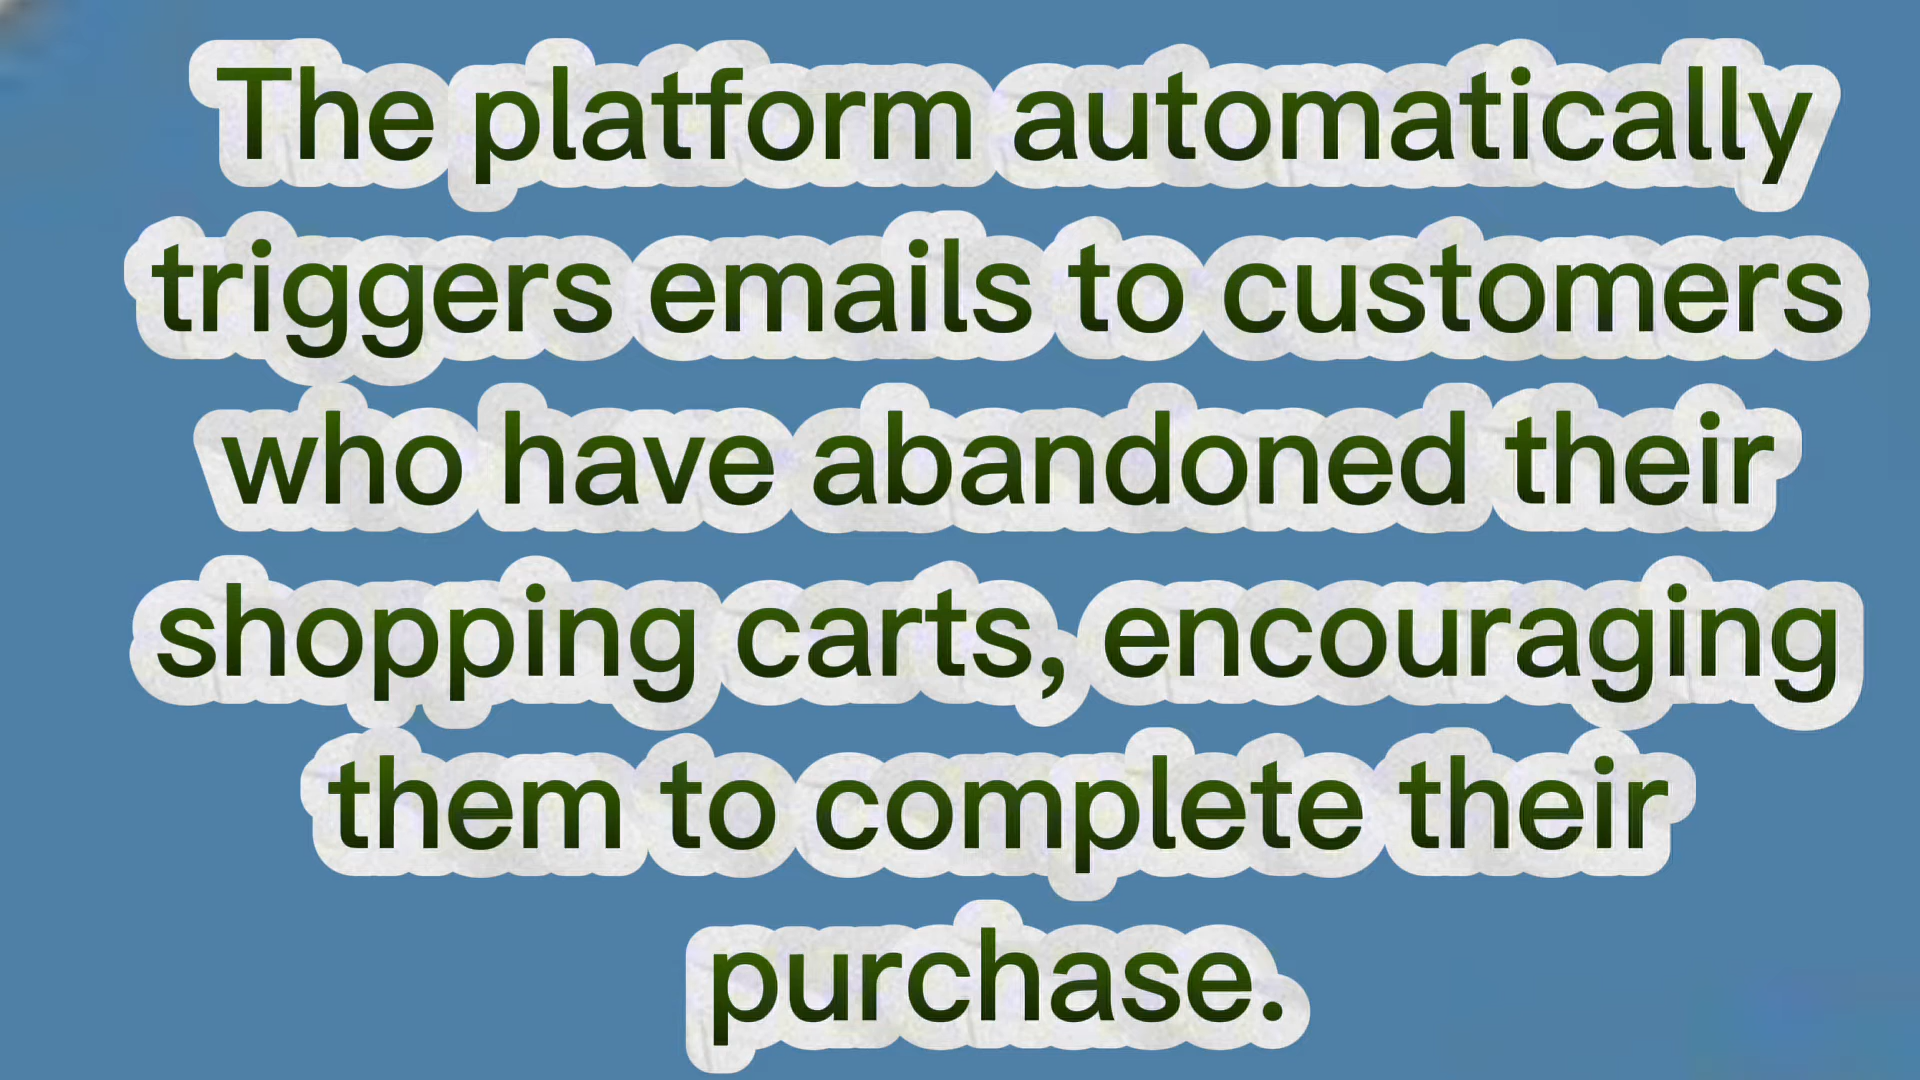 The platform automatically
triggers emails to customers
who have abandoned their
shopping carts, encouraging
them to complete their
purchase.